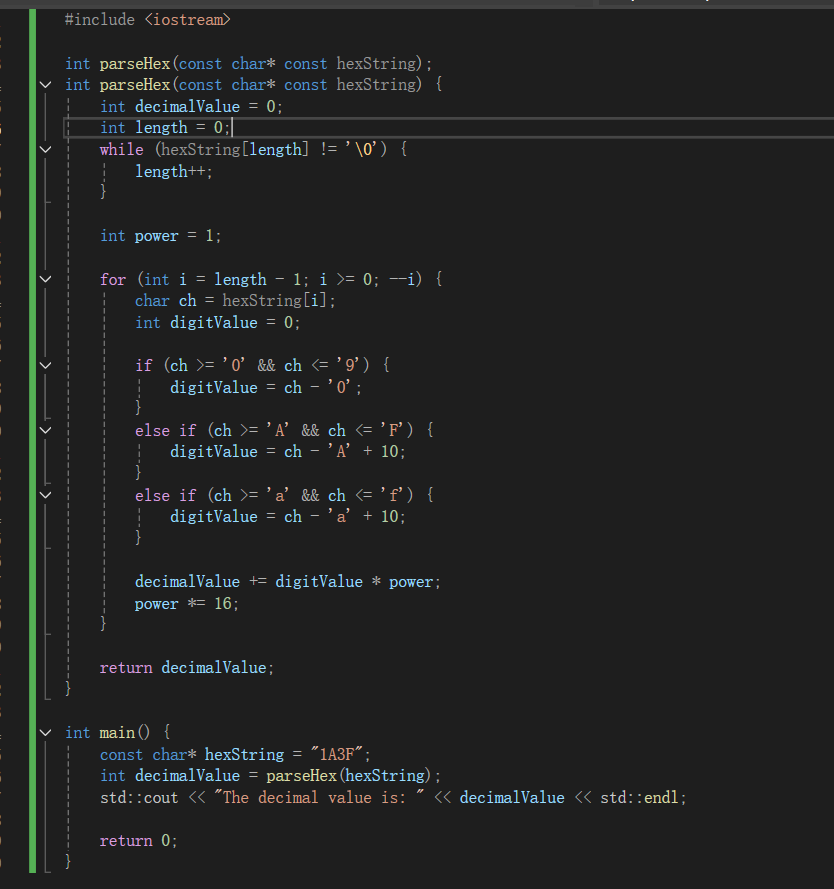 #include <iostream>
int parseHex(const char* const hexString);
int parseHex(const char* const hexString) {
int decimalValue = 0;
int length = 0;
while (hexString[length] != '\0') {
length++;
}
int power = 1;
for (int i = length - 1; i >= 0; --i) {
char ch = hexString[i];
int digitValue = 0;
if (ch >= '0' && ch <= '9') {
digitValue = ch - '0';
}
else if (ch >= 'A' && ch <= 'F') {
digitValue = ch - 'A' + 10;
}
else if (ch >= 'a' && ch <= 'f') {
digitValue = ch - 'a' + 10;
}
decimalValue += digitValue * power;
power *= 16;
}
return decimalValue;
}
int main() {
const char* hexString = "1A3F";
int decimalValue = parseHex(hexString);
std::cout << "The decimal value is: " << decimalValue << std::endl;
return 0;
}